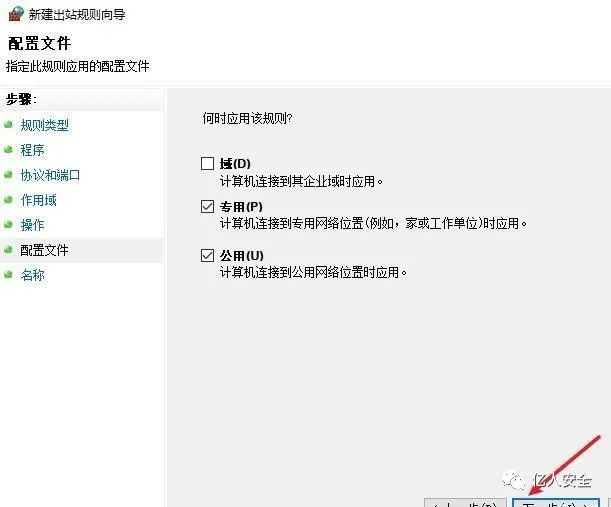 新建出站规则向导
配置文件
指定此规则应用的配置文件
步骤:
规则类型
程序
协议和端口
作用域
操作
配置文件
名称
何时应用该规则?
域(D)
计算机连接到其企业域时应用。
专用(P)
计算机连接到专用网络位置(例如，家或工作单位)时应用。
公用(U)
计算机连接到公用网络位置时应用。
亿人安全